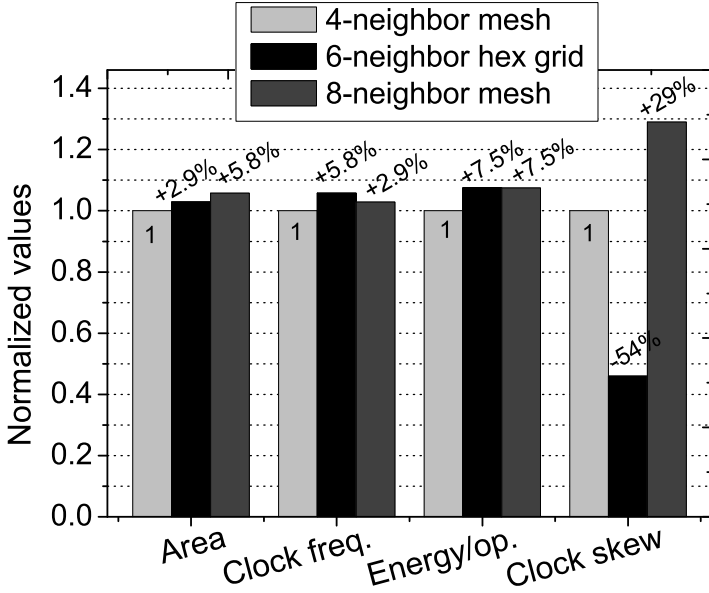 4-neighbor mesh
6-neighbor hex grid
8-neighbor mesh
Normalized values
1.4
1.2
1.0
0.8
0.6
0.4
0.2
0.0
1
+2.9%
+5.8%
1
+5.8%
+2.9%
1
+7.5%
+7.5%
1
-54%
+29%
Area
Clock freq.
Energy/op.
Clock skew